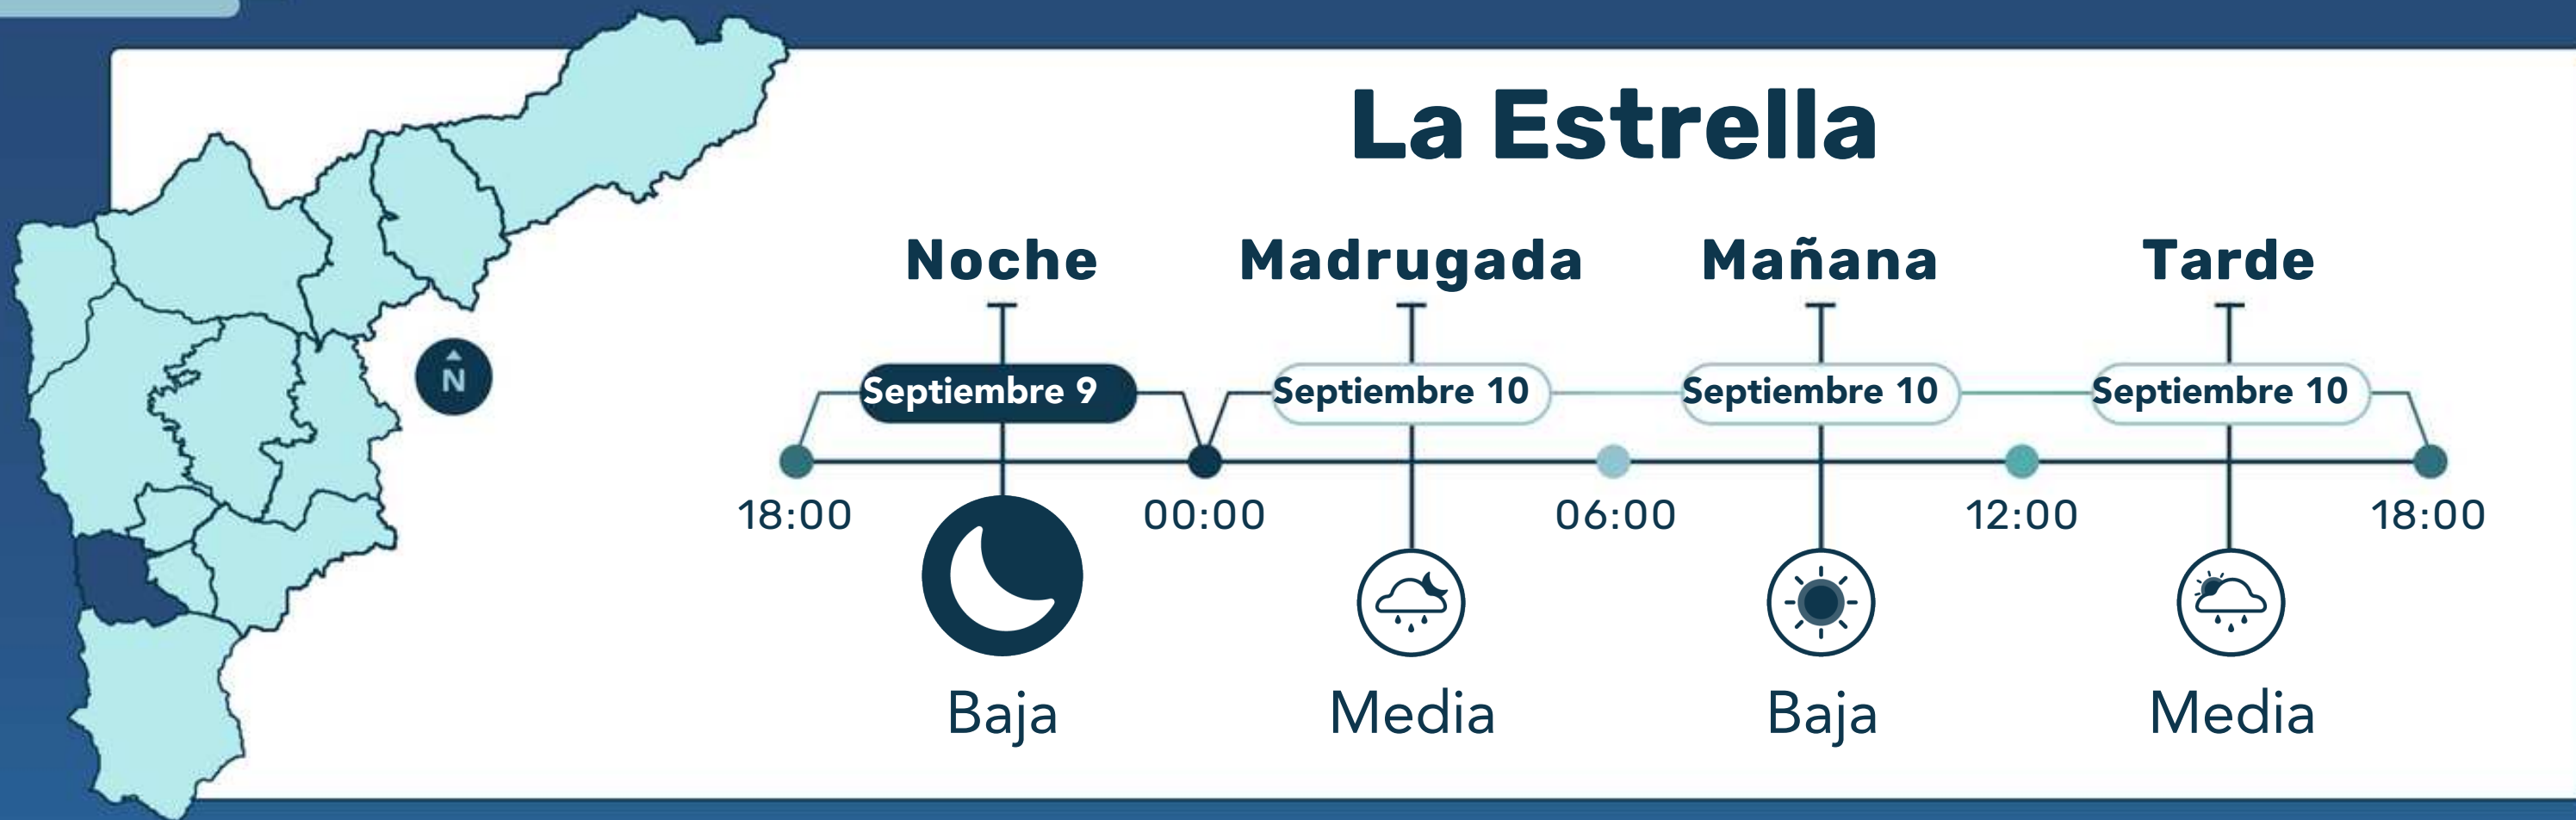 La Estrella
Noche Madrugada Mañana Tarde
Septiembre 9 Septiembre 10 Septiembre 10 Septiembre 10
N
18:00 00:00 06:00 12:00 18:00
Baja Media Baja Media